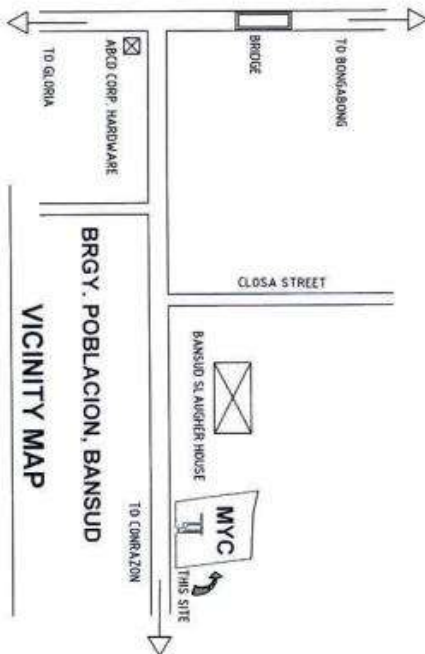 TO BONGABONG
BRIDGE
ABCD CORP. HARDWARE
TO GLORIA
CLOSA STREET
BANSUD SLAUGHER HOUSE
MYC
THIS SITE
TO CONRAZON
BRGY. POBLACION, BANSUD
VICINITY MAP